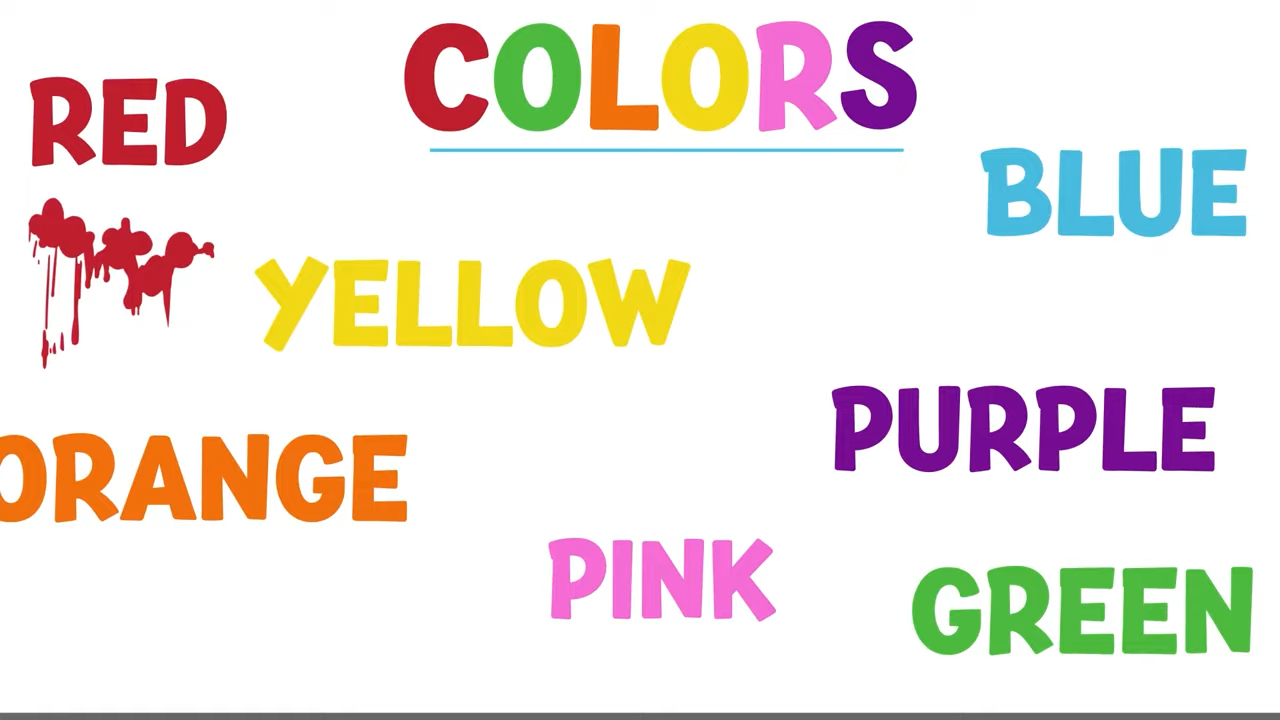 COLORS
RED
BLUE
YELLOW
PURPLE
ORANGE
PINK
GREEN